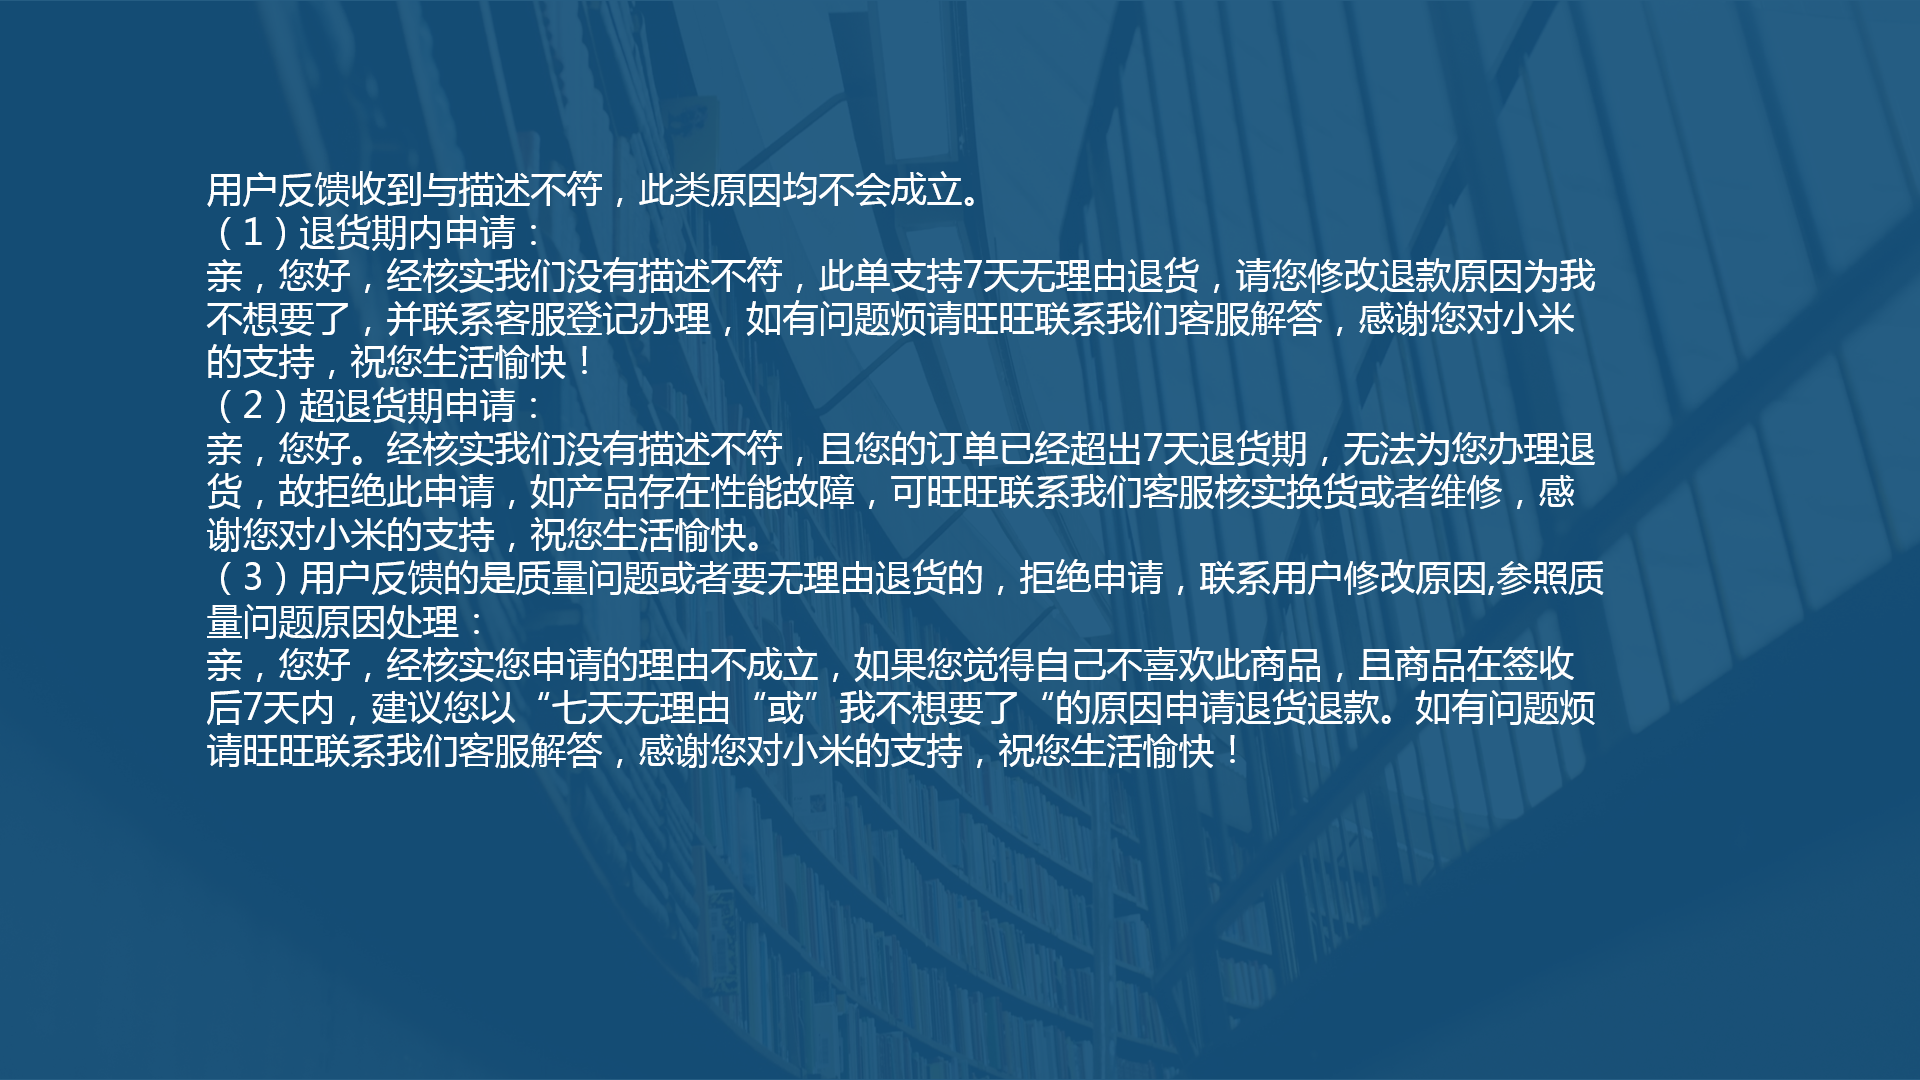 用户反馈收到与描述不符，此类原因均不会成立。
（1）退货期内申请：
亲，您好，经核实我们没有描述不符，此单支持7天无理由退货，请您修改退款原因为我
不想要了，并联系客服登记办理，如有问题烦请旺旺联系我们客服解答，感谢您对小米
的支持，祝您生活愉快！
（2）超退货期申请：
亲，您好。经核实我们没有描述不符，且您的订单已经超出7天退货期，无法为您办理退
货，故拒绝此申请，如产品存在性能故障，可旺旺联系我们客服核实换货或者维修，感
谢您对小米的支持，祝您生活愉快。
（3）用户反馈的是质量问题或者要无理由退货的，拒绝申请，联系用户修改原因,参照质
量问题原因处理：
亲，您好，经核实您申请的理由不成立，如果您觉得自己不喜欢此商品，且商品在签收
后7天内，建议您以“七天无理由“或”我不想要了“的原因申请退货退款。如有问题烦
请旺旺联系我们客服解答，感谢您对小米的支持，祝您生活愉快！